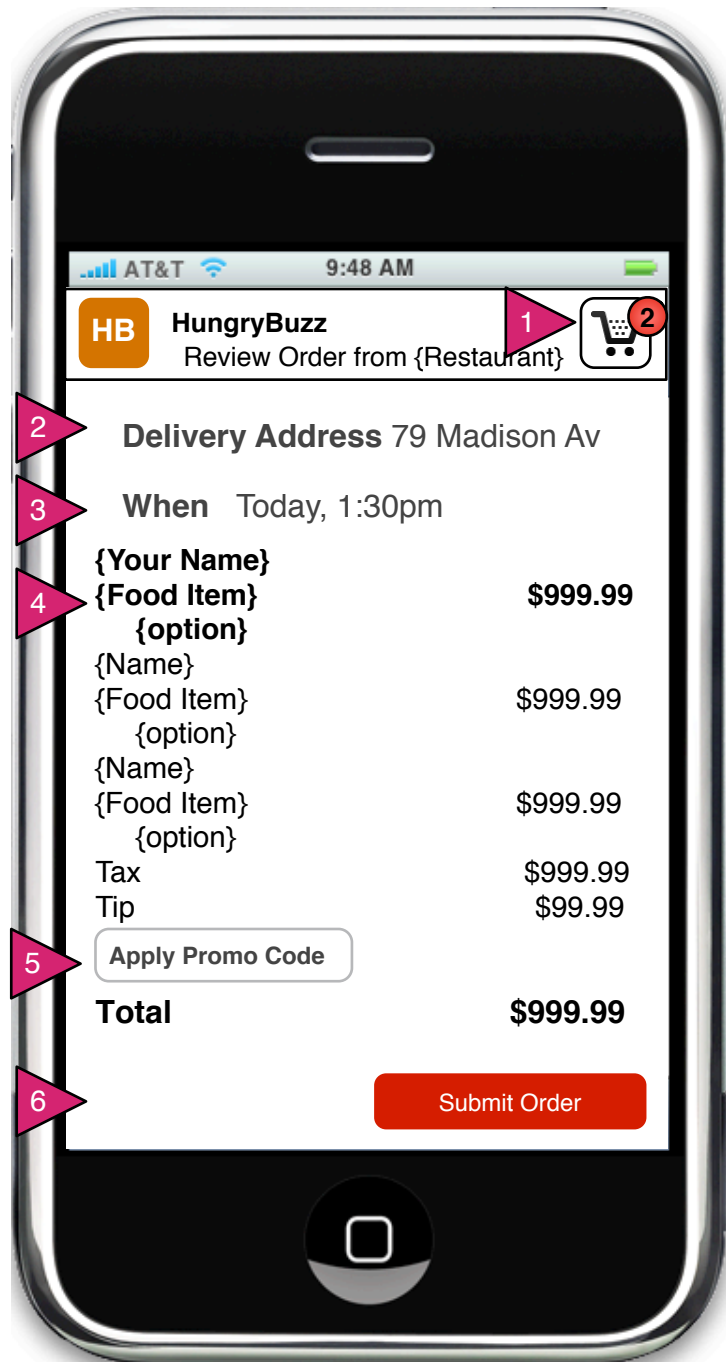 AT&T 9:48 AM
HB HungryBuzz 1 2
Review Order from {Restaurant}
2 Delivery Address 79 Madison Av
3 When Today, 1:30pm
{Your Name}
4 {Food Item} $999.99
{option}
{Name}
{Food Item} $999.99
{option}
{Name}
{Food Item} $999.99
{option}
Tax $999.99
Tip $99.99
5 Apply Promo Code
Total $999.99
6 Submit Order